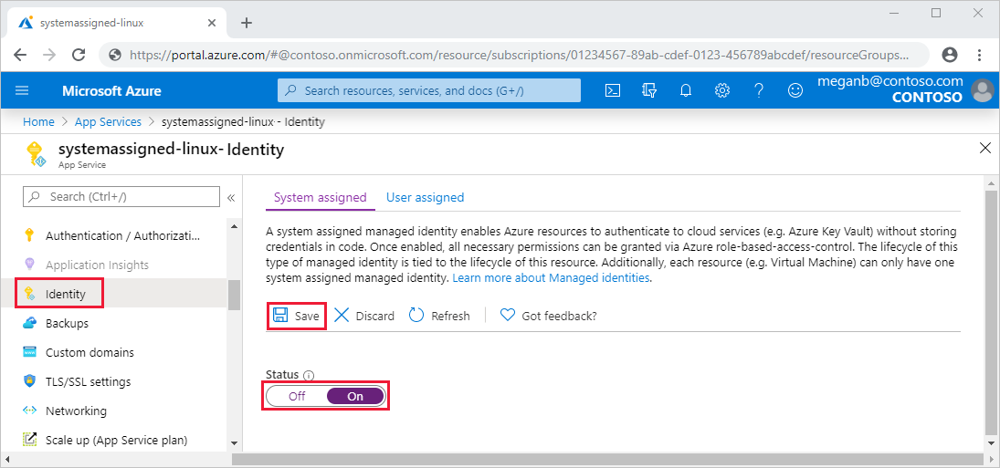 systemassigned-linux
https://portal.azure.com/#@contoso.onmicrosoft.com/resource/subscriptions/01234567-89ab-cdef-0123-456789abcdef/resourceGroups...
Microsoft Azure
Search resources, services, and docs (G+/)
meganb@contoso.com
CONTOSO
Home > App Services > systemassigned-linux - Identity
systemassigned-linux- Identity
App Service
Search (Ctrl+/)
«
Authentication / Authorizati...
Application Insights
Identity
Backups
Custom domains
TLS/SSL settings
Networking
Scale up (App Service plan)
System assigned User assigned
A system assigned managed identity enables Azure resources to authenticate to cloud services (e.g. Azure Key Vault) without storing
credentials in code. Once enabled, all necessary permissions can be granted via Azure role-based-access-control. The lifecycle of this
type of managed identity is tied to the lifecycle of this resource. Additionally, each resource (e.g. Virtual Machine) can only have one
system assigned managed identity. Learn more about Managed identities.
Save Discard Refresh Got feedback?
Status
Off On